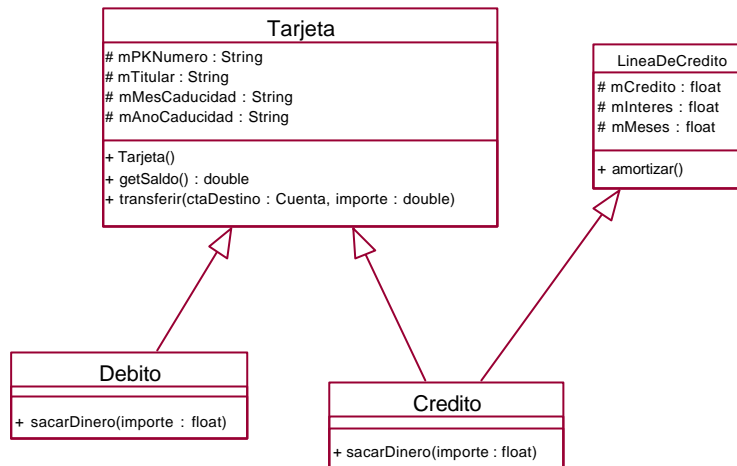 Tarjeta
# mPKNumero : String
# mTitular : String
# mMesCaducidad : String
# mAnoCaducidad : String
+ Tarjeta()
+ getSaldo() : double
+ transferir(ctaDestino : Cuenta, importe : double)
LineaDeCredito
# mCredito : float
# mInteres : float
# mMeses : float
+ amortizar()
Debito
+ sacarDinero(importe : float)
Credito
+ sacarDinero(importe : float)